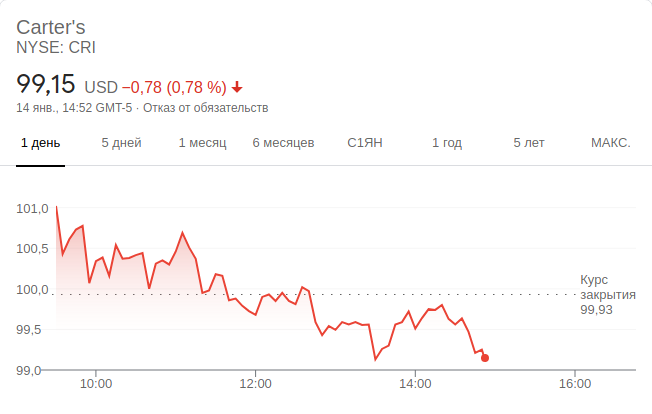 Carter's
NYSE: CRI
99,15 USD −0,78 (0,78 %)
14 янв., 14:52 GMT-5 · Отказ от обязательств
1 день 5 дней 1 месяц 6 месяцев С1ЯН 1 год 5 лет МАКС.
101,0
100,5
100,0
99,5
99,0
Курс
закрытия
99,93
10:00 12:00 14:00 16:00